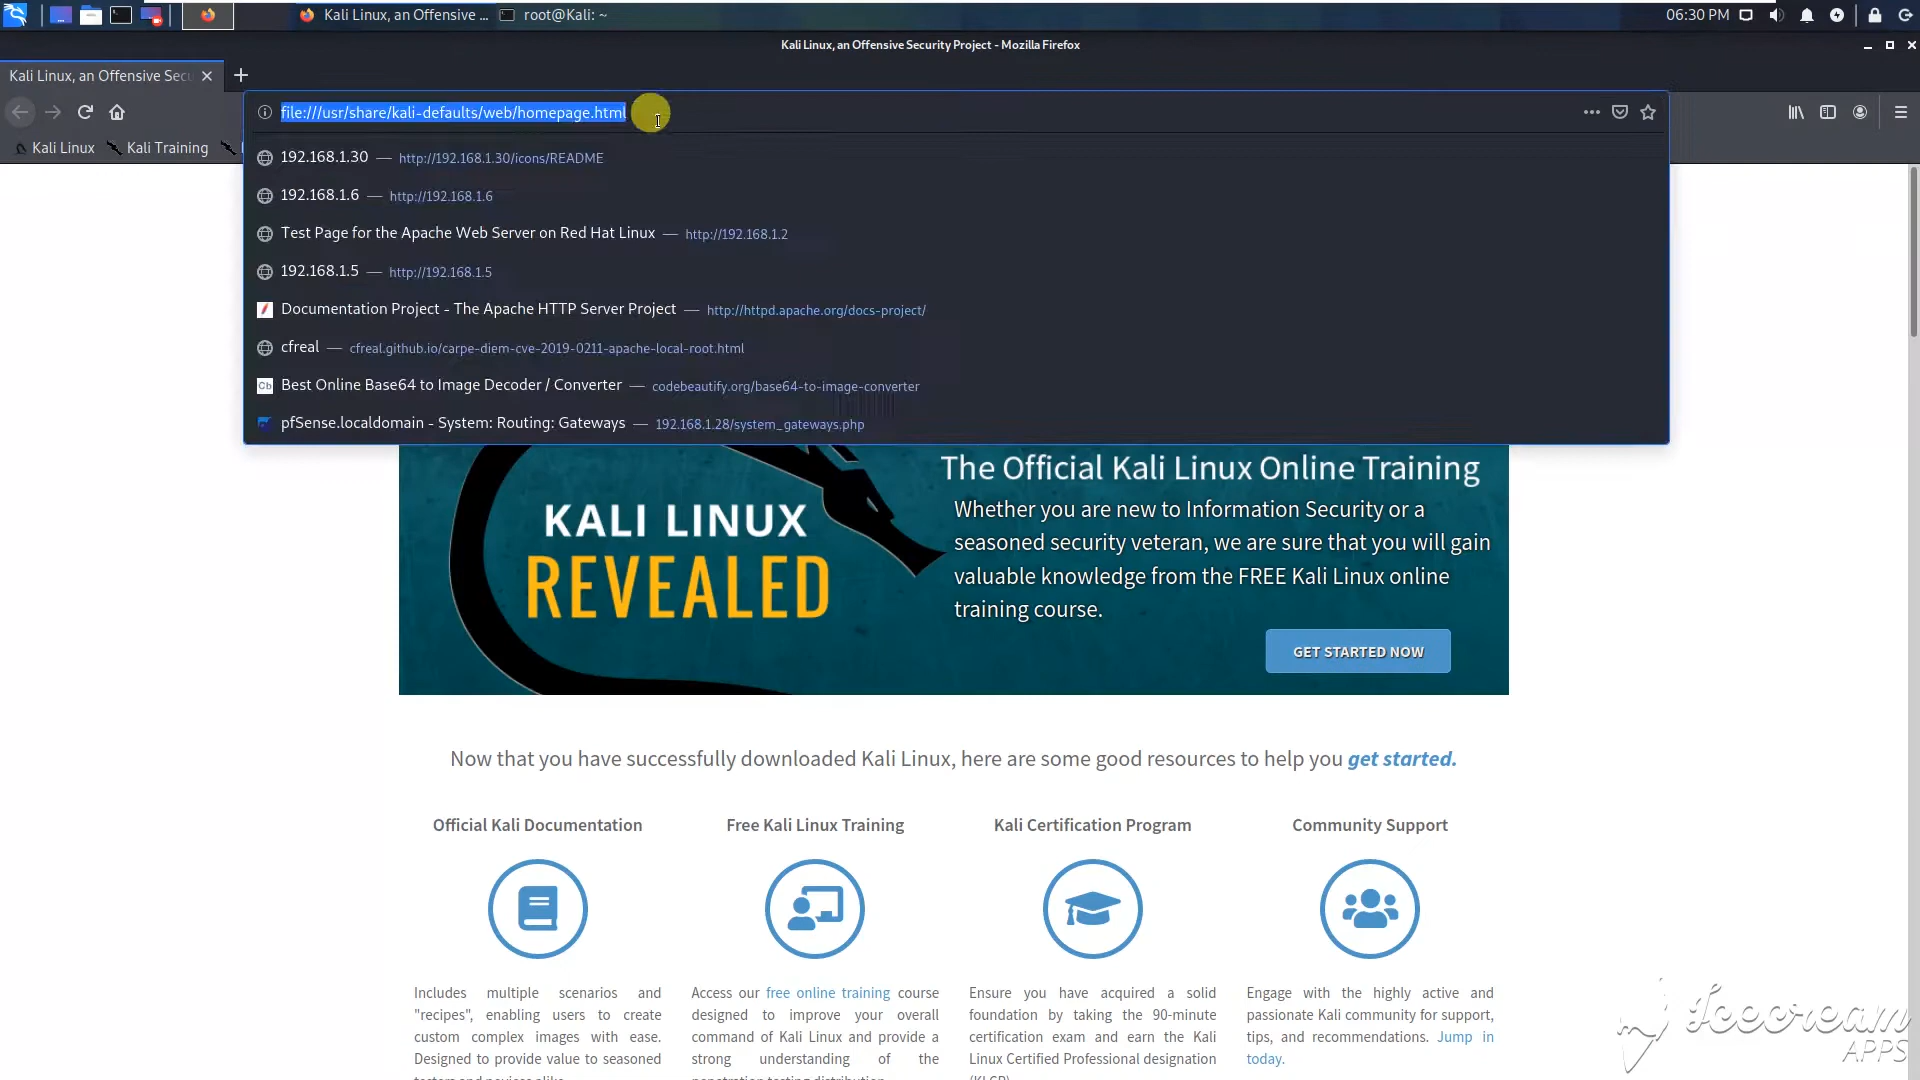 Kali Linux, an Offensive ...
root@Kali: ~
06:30 PM
Kali Linux, an Offensive Security Project - Mozilla Firefox
Kali Linux, an Offensive Secu
file:///usr/share/kali-defaults/web/homepage.html
Kali Linux
Kali Training
192.168.1.30 — http://192.168.1.30/icons/README
192.168.1.6 — http://192.168.1.6
Test Page for the Apache Web Server on Red Hat Linux — http://192.168.1.2
192.168.1.5 — http://192.168.1.5
Documentation Project - The Apache HTTP Server Project — http://httpd.apache.org/docs-project/
cfreal — cfreal.github.io/carpe-diem-cve-2019-0211-apache-local-root.html
Cb Best Online Base64 to Image Decoder / Converter — codebeautify.org/base64-to-image-converter
pfSense.localdomain - System: Routing: Gateways — 192.168.1.28/system_gateways.php
KALI LINUX
REVEALED
The Official Kali Linux Online Training
Whether you are new to Information Security or a
seasoned security veteran, we are sure that you will gain
valuable knowledge from the FREE Kali Linux online
training course.
GET STARTED NOW
Now that you have successfully downloaded Kali Linux, here are some good resources to help you get started.
Official Kali Documentation
Includes multiple scenarios and
"recipes", enabling users to create
custom complex images with ease.
Designed to provide value to seasoned
Free Kali Linux Training
Access our free online training course
designed to improve your overall
command of Kali Linux and provide a
strong understanding of the
Kali Certification Program
Ensure you have acquired a solid
foundation by taking the 90-minute
certification exam and earn the Kali
Linux Certified Professional designation
Community Support
Engage with the highly active and
passionate Kali community for support,
tips, and recommendations. Jump in
today.
Icecream
APPS